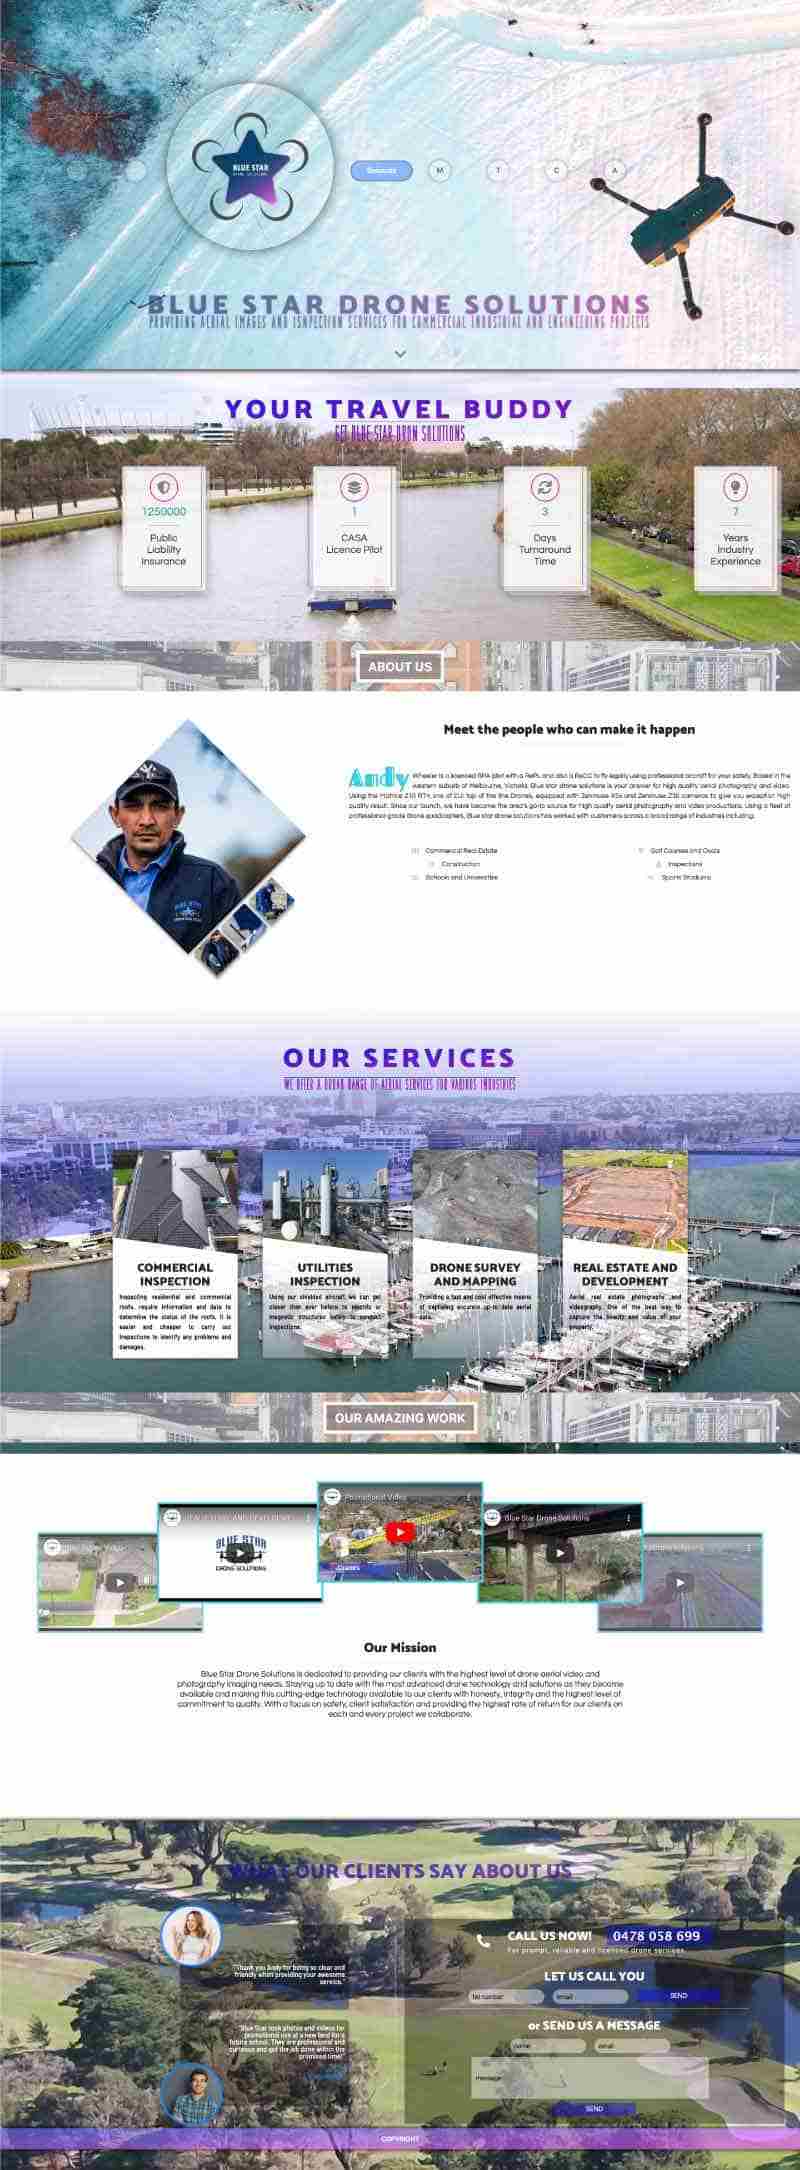 BLUE STAR
Services
M
T
C
A
BLUE STAR DRONE SOLUTIONS
PROVIDING AERIAL IMAGES AND ISNPECTION SERVICES FOR COMMERCIAL INDUSTRIAL AND ENGINEERING PROJECTS
YOUR TRAVEL BUDDY
GET BLUE STAR DRON SOLUTIONS
1250000
Public
Liability
Insurance
1
CASA
Licence Pilot
3
Days
Turnaround
Time
7
Years
Industry
Experience
ABOUT US
Meet the people who can make it happen
Andy Wheeler is a licensed RPA pilot with a RePL and also a ReOC to fly legally using professional aircraft for your safety. Based in the
western suburb of Melbourne, Victoria. Blue star drone solutions is your answer for high quality aerial photography and video.
Using the Matrice 210 RTK, one of DJI top of the line Drones, equipped with Zenmuse X5s and Zenmuse Z30 cameras to give you exception high
quality result. Since our launch, we have become the area's go-to source for high quality aerial photography and video productions. Using a fleet of
professional-grade drone quadcopters, Blue star drone solutions has worked with customers across a broad range of industries including:
Commercial Real Estate
Construction
Schools and Universities
Golf Courses and Ovals
Inspections
Sports Stradiums
OUR SERVICES
WE OFFER A BOUAR RANGE OF AERIAL SERVICES FOR VARIOUS INDUSTRIES
COMMERCIAL
INSPECTION
Inspecting residential and commercial
roofs, require information and data to
determine the status of the roofs. It is
easier and cheaper to carry out
inspections to identify any problems and
damages.
UTILITIES
INSPECTION
Using our shielded aircraft, we can get
closer than ever before to electric or
magnetic structures safely to conduct
inspections.
DRONE SURVEY
AND MAPPING
Providing a fast and cost effective means
of capturing accurate up-to date aerial
data.
REAL ESTATE AND
DEVELOPMENT
Aerial real estate photography and
videography. One of the best way to
capture the beauty and value of your
property.
OUR AMAZING WORK
Promotional Video
Blue Star Drone Solutions
BLUE STAR
DRONE SOLUTIONS
Cranes
Our Mission
Blue Star Drone Solutions is dedicated to providing our clients with the highest level of drone aerial video and
photography imaging needs. Staying up to date with the most advanced drone technology and solutions as they become
available and making this cutting-edge technology available to our clients with honesty, integrity and the highest level of
commitment to quality. With a focus on safety, client satisfaction and providing the highest rate of return for our clients on
each and every project we collaborate.
WHAT OUR CLIENTS SAY ABOUT US
"Thank you Andy for being so clear and
friendly when providing your awesome
service."
"Blue Star took photos and videos for
promotional use at a new land for a
future school. They are professional and
curteous and got the job done within the
promised time!"
CALL US NOW! 0478 058 699
For prompt, reliable and licensed drone services
LET US CALL YOU
tel number
email
SEND
or SEND US A MESSAGE
name
email
message
SEND
COPYRIGHT